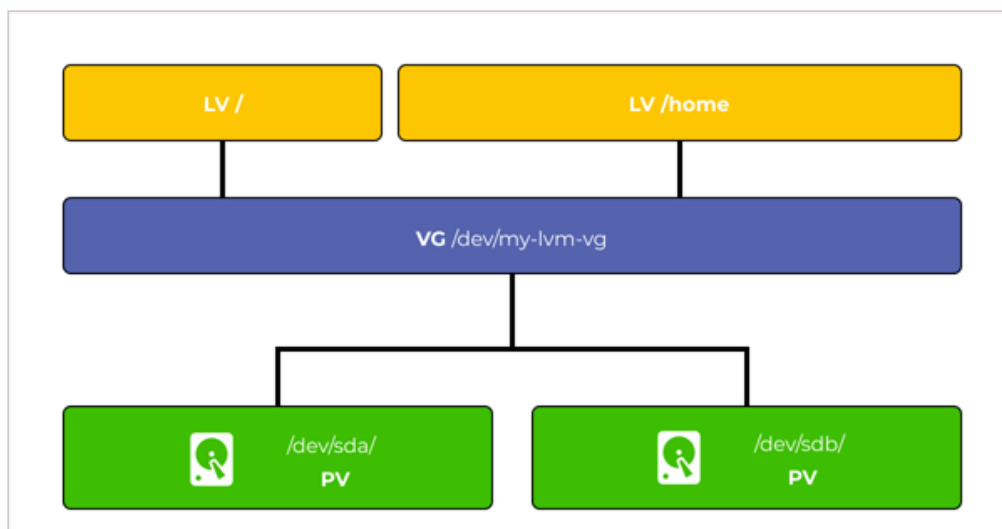 LV /
LV /home
VG /dev/my-lvm-vg
/dev/sda/
PV
/dev/sdb/
PV